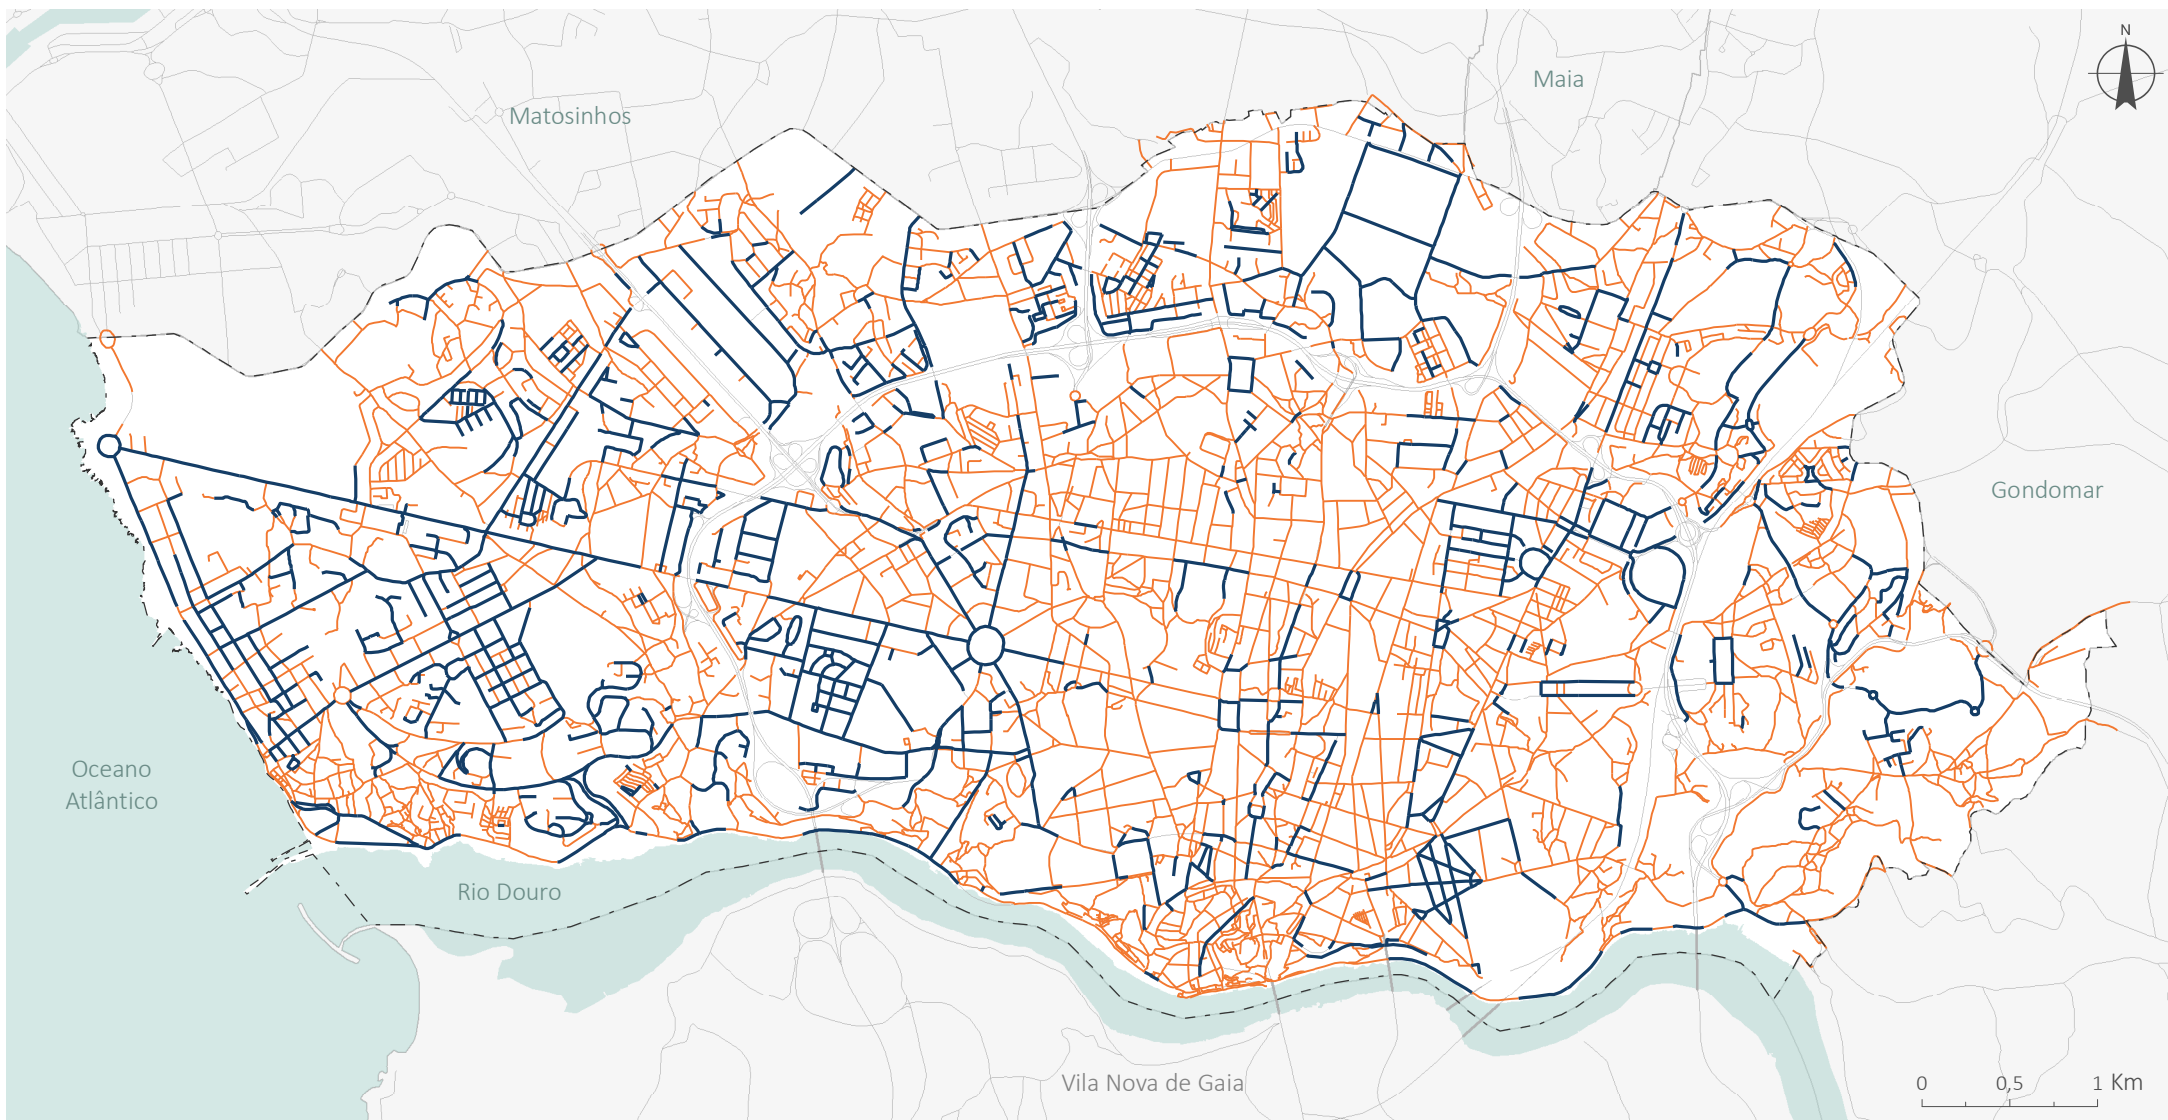 N
Maia
Matosinhos
Gondomar
Oceano
Atlântico
Rio Douro
Vila Nova de Gaia
0 0,5 1 Km